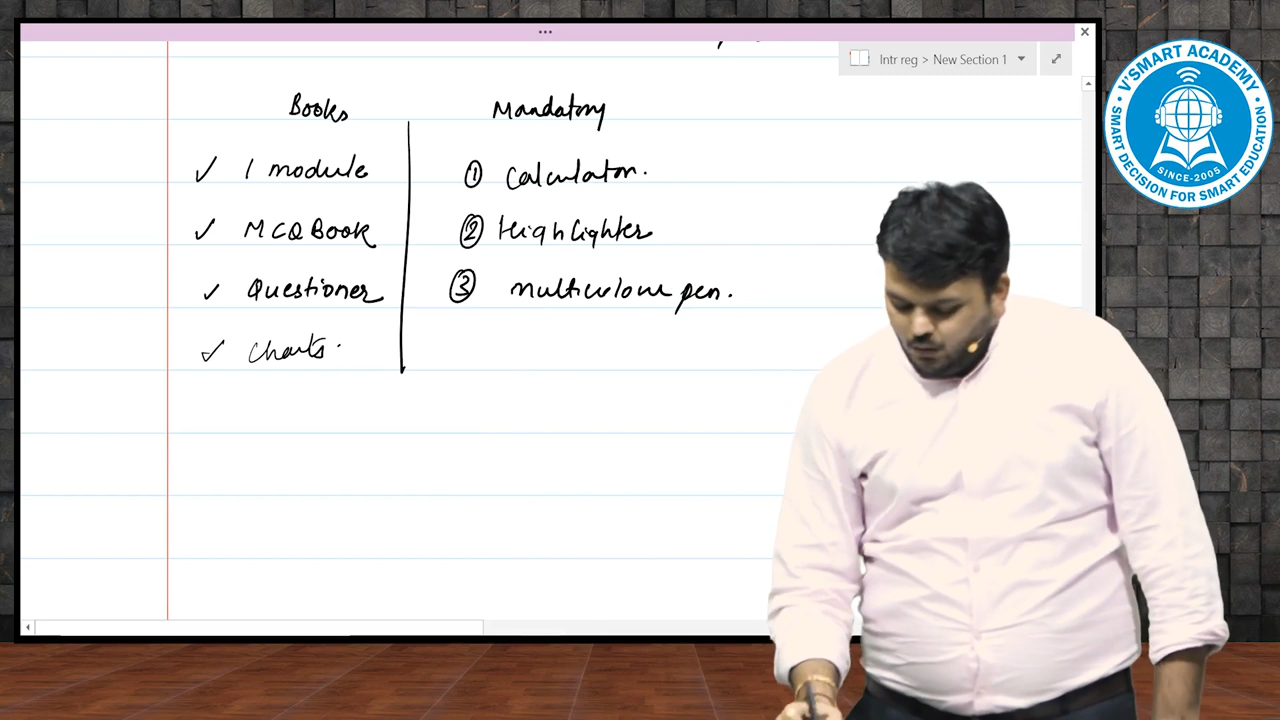 Intr reg > New Section 1
Books
1 module
MCQ Book
Questioner
Charts.
Mandatory
① Calculator.
② Highlighter
③ multicolour pen.
V'SMART ACADEMY
SINCE-2005
SMART DECISION FOR SMART EDUCATION